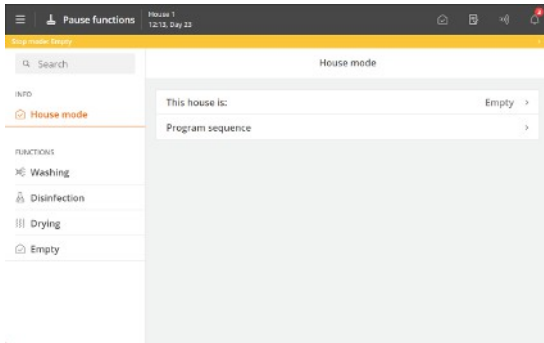 Pause functions
House 1
12:13, Day 23
2
Stop mode: Empty
Search
House mode
INFO
House mode
This house is: Empty
Program sequence
FUNCTIONS
Washing
Disinfection
Drying
Empty